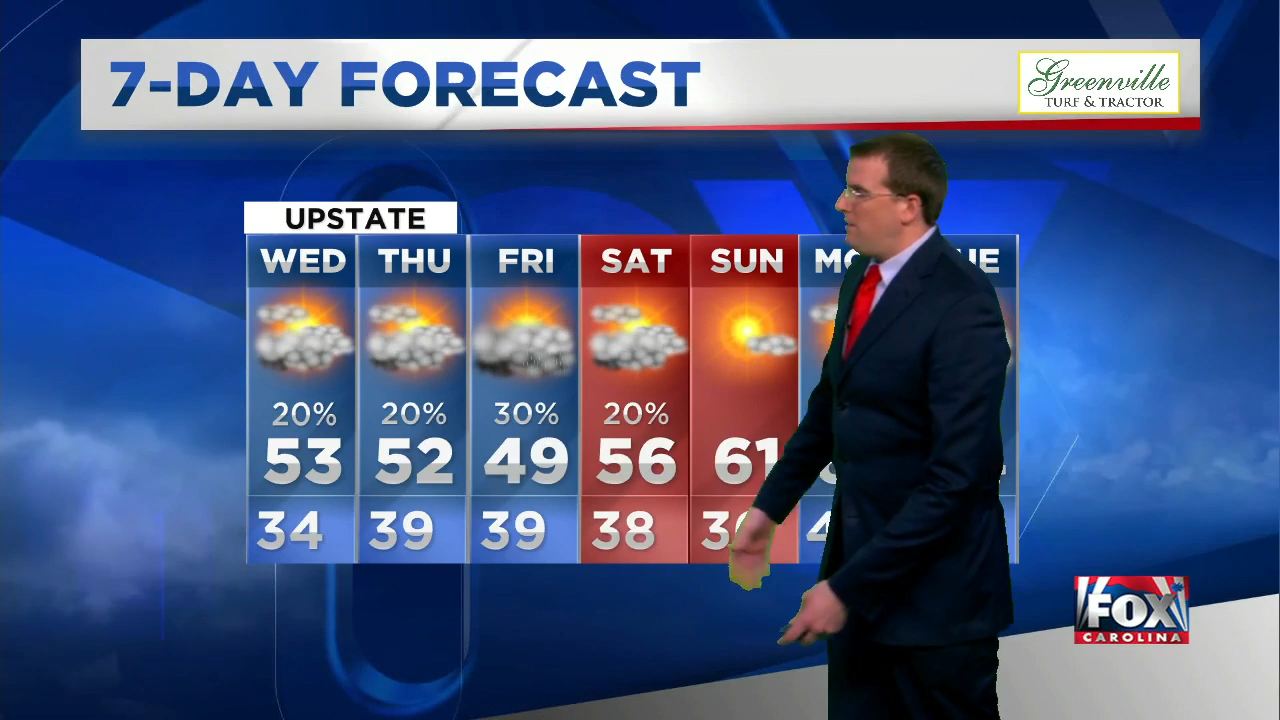 7-DAY FORECAST
Greenville
TURF & TRACTOR
UPSTATE
WED THU FRI SAT SUN
20% 20% 30% 20%
53 52 49 56 61
34 39 39 38
FOX
CAROLINA